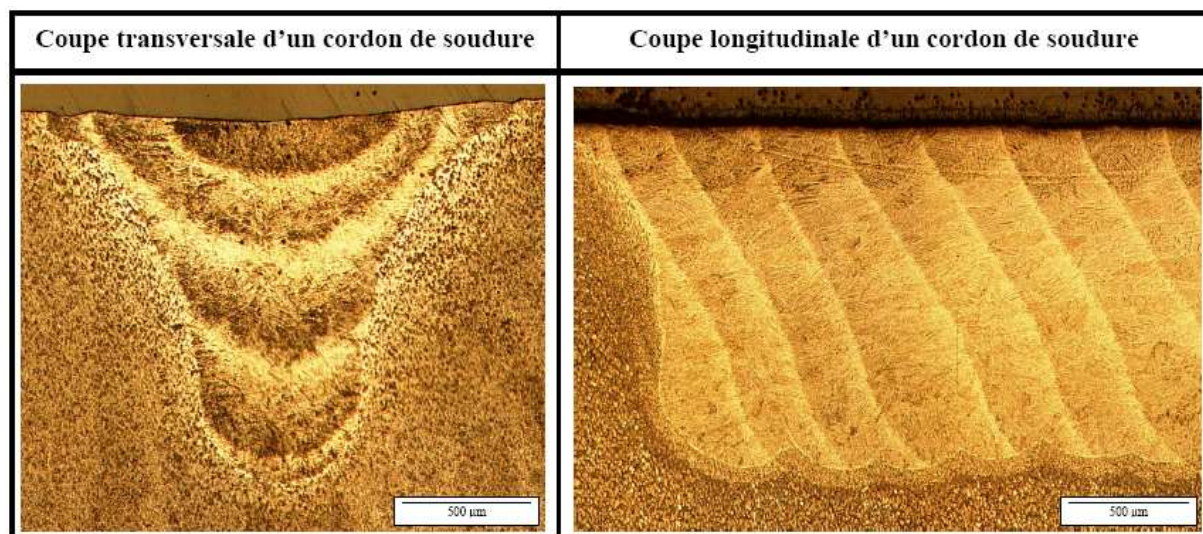 Coupe transversale d'un cordon de soudure
Coupe longitudinale d'un cordon de soudure
500 µm
500 µm